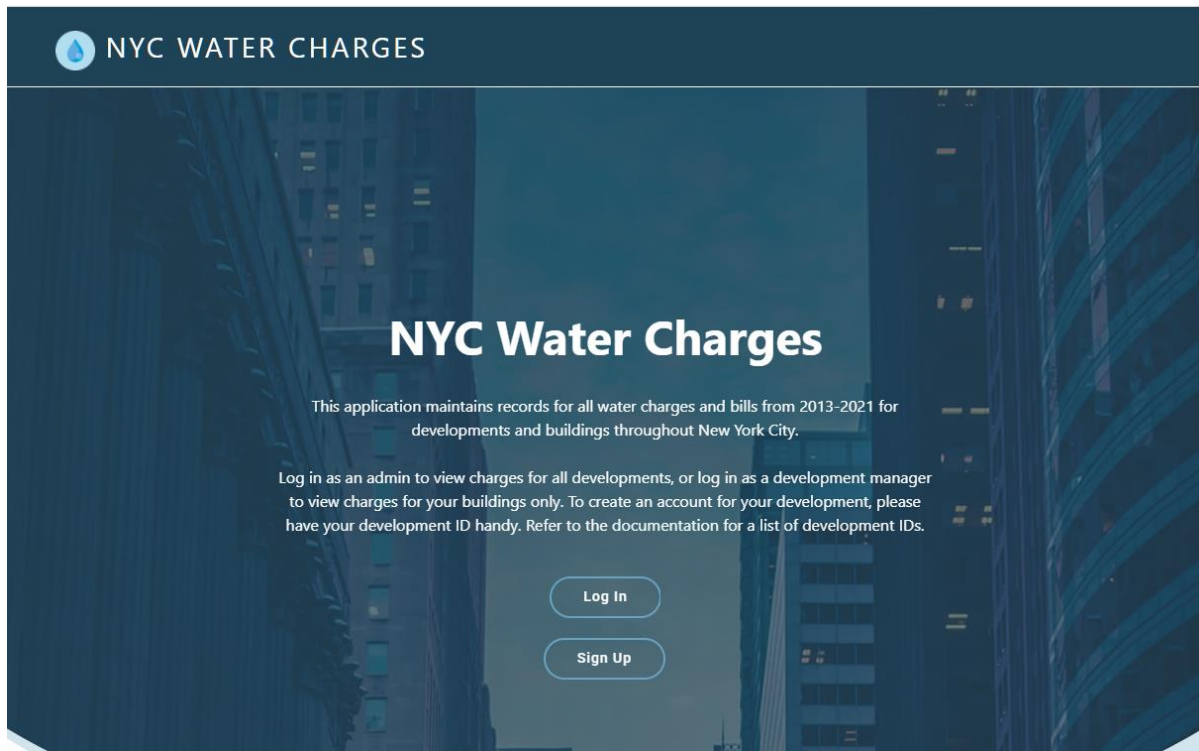 NYC WATER CHARGES
NYC Water Charges
This application maintains records for all water charges and bills from 2013-2021 for
developments and buildings throughout New York City.
Log in as an admin to view charges for all developments, or log in as a development manager
to view charges for your buildings only. To create an account for your development, please
have your development ID handy. Refer to the documentation for a list of development IDs.
Log In
Sign Up